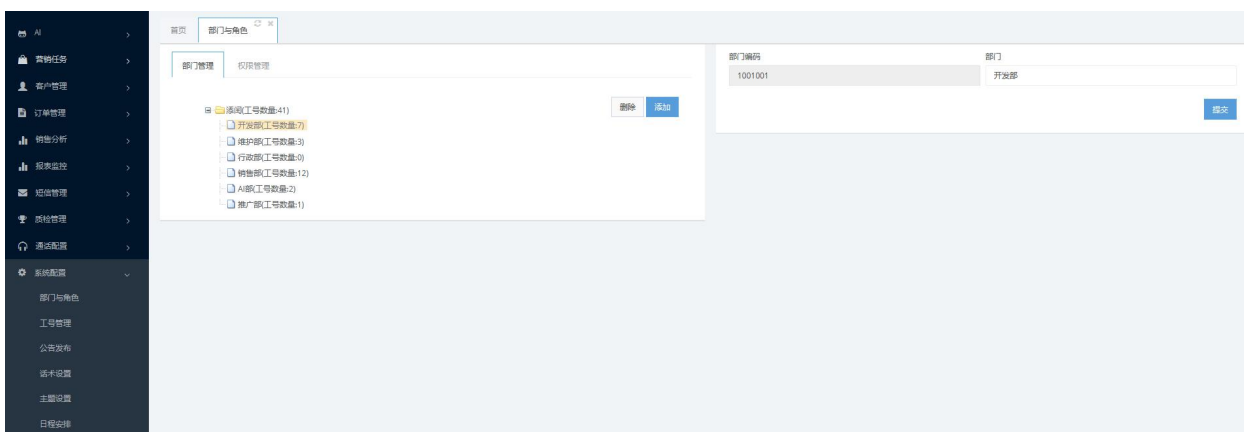 AI
营销任务
客户管理
订单管理
销售分析
报表监控
短信管理
质检管理
通话配置
系统配置
部门与角色
工号管理
公告发布
话术设置
主题设置
日程安排
首页 部门与角色
部门管理 权限管理
删除 添加
添闰(工号数量:41)
开发部(工号数量:7)
维护部(工号数量:3)
行政部(工号数量:0)
销售部(工号数量:12)
AI部(工号数量:2)
推广部(工号数量:1)
部门编码 部门
1001001 开发部
提交